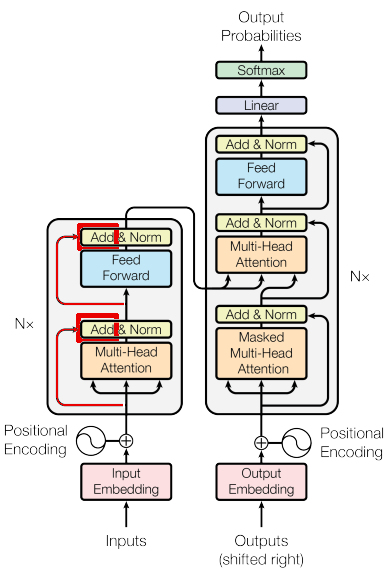 Output
Probabilities
Softmax
Linear
Add & Norm
Feed
Forward
Add & Norm
Multi-Head
Attention
Add & Norm
Masked
Multi-Head
Attention
Nx
Add & Norm
Feed
Forward
Add & Norm
Multi-Head
Attention
Nx
Positional
Encoding
Positional
Encoding
Input
Embedding
Output
Embedding
Inputs
Outputs
(shifted right)